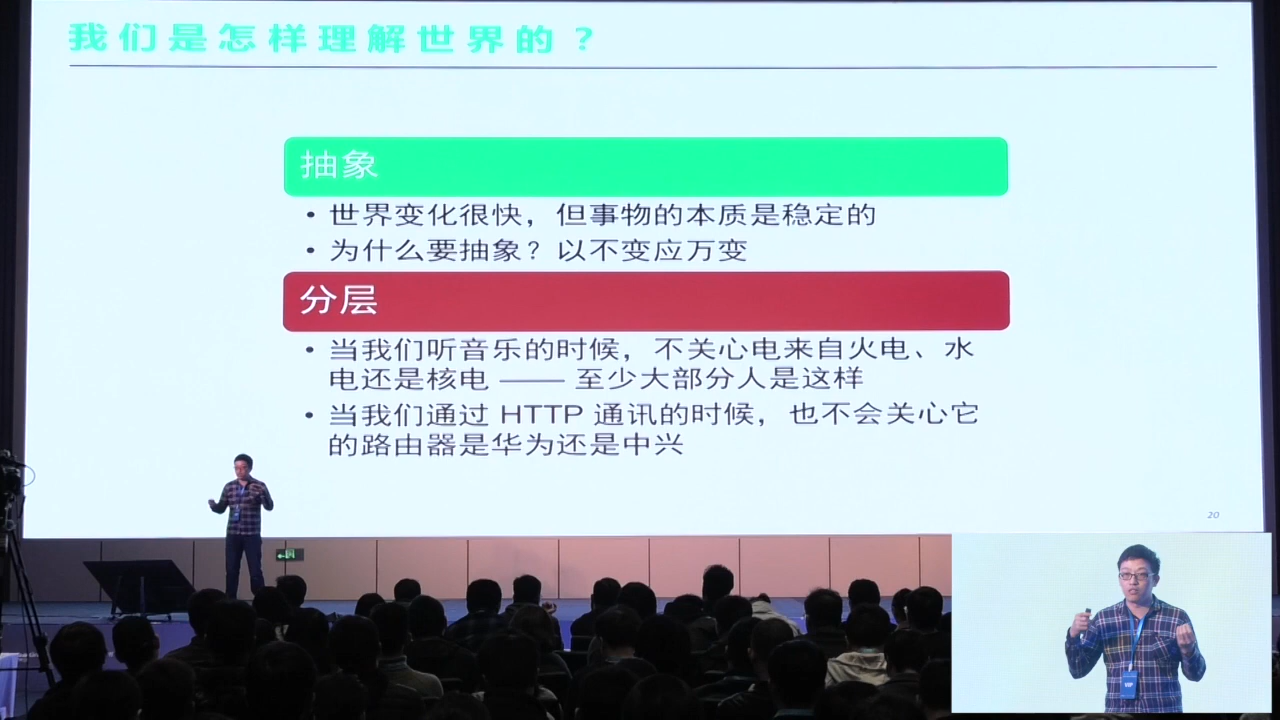 我们是怎样理解世界的？
抽象
• 世界变化很快，但事物的本质是稳定的
• 为什么要抽象？以不变应万变
分层
• 当我们听音乐的时候，不关心电来自火电、水
电还是核电 —— 至少大部分人是这样
• 当我们通过 HTTP 通讯的时候，也不会关心它
的路由器是华为还是中兴
20